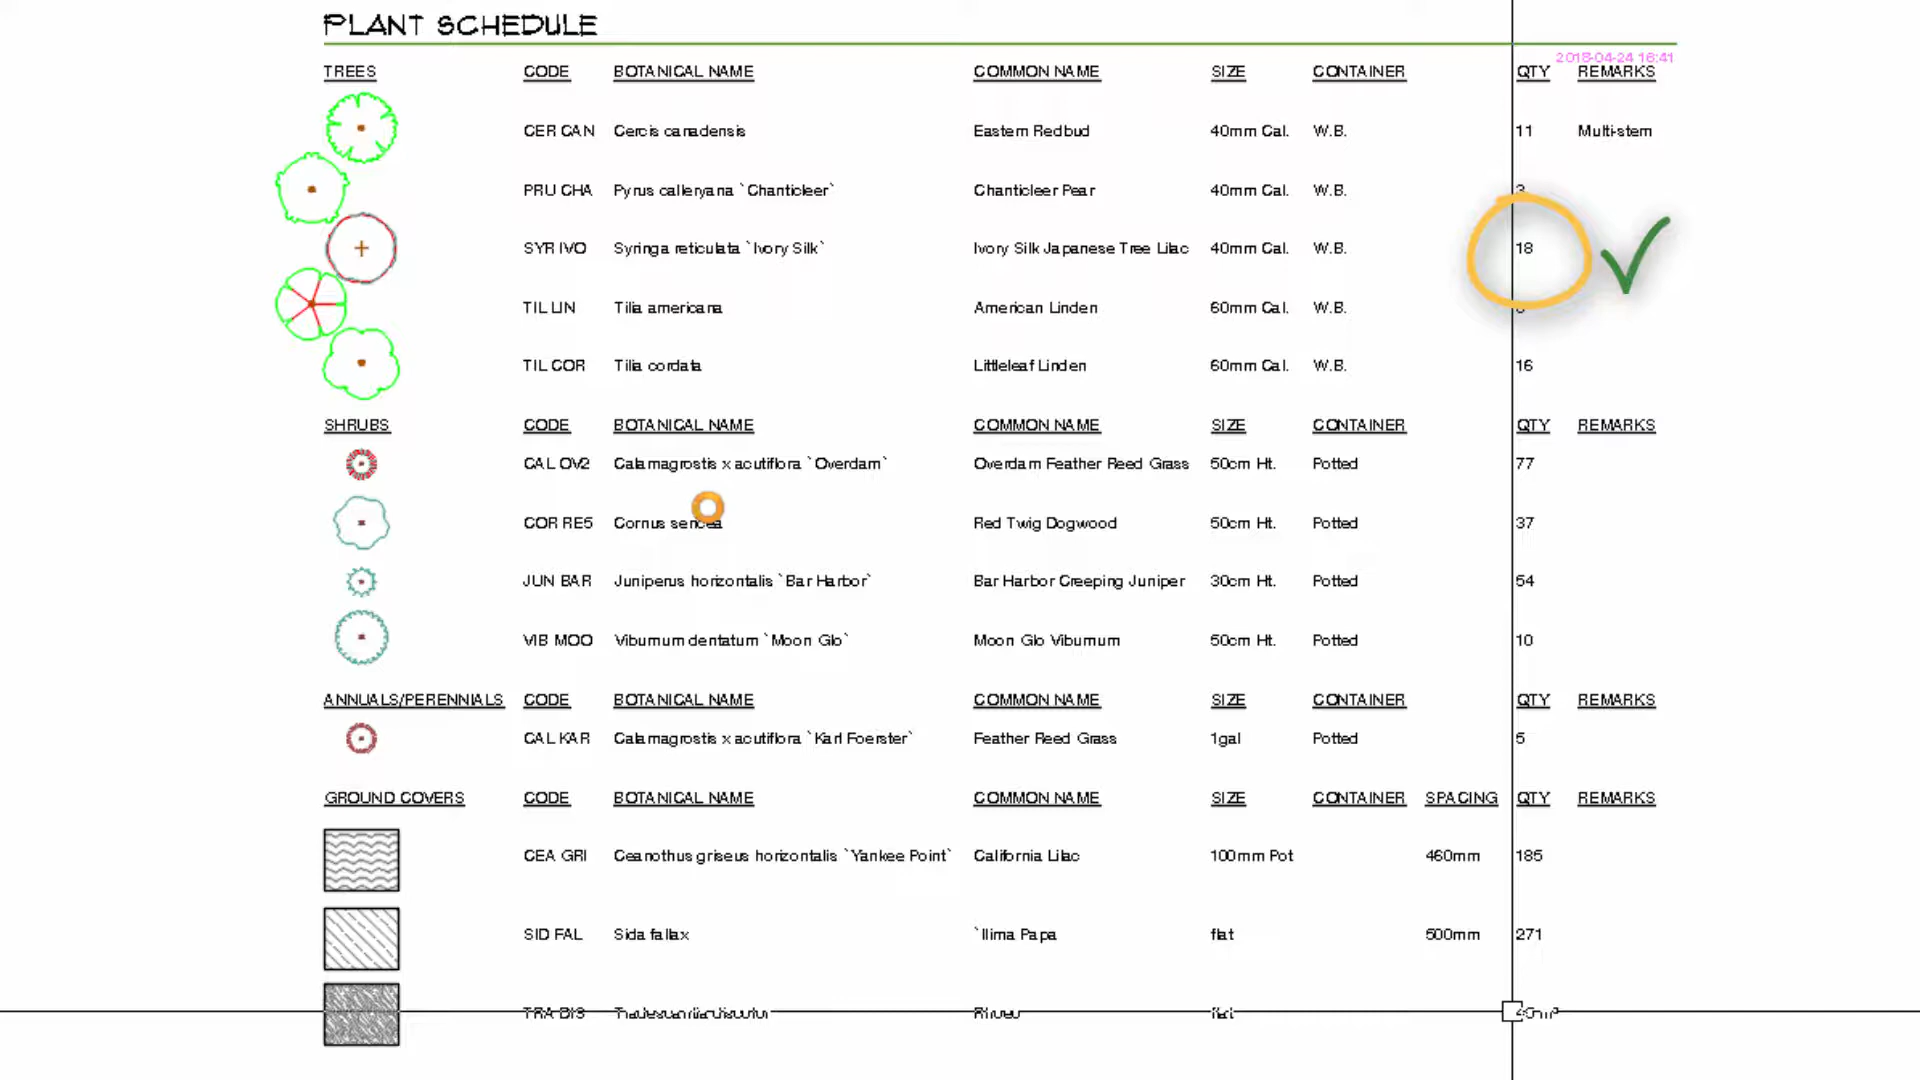 PLANT SCHEDULE
2018-04-24 16:41
TREES CODE BOTANICAL NAME COMMON NAME SIZE CONTAINER QTY REMARKS
CER CAN Cercis canadensis Eastern Redbud 40mm Cal. W.B. 11 Multi-stem
PRU CHA Pyrus calleryana `Chanticleer` Chanticleer Pear 40mm Cal. W.B.
SYR IVO Syringa reticulata `Ivory Silk` Ivory Silk Japanese Tree Lilac 40mm Cal. W.B. 18
TIL LIN Tilia americana American Linden 60mm Cal. W.B.
TIL COR Tilia cordata Littleleaf Linden 60mm Cal. W.B. 16
SHRUBS CODE BOTANICAL NAME COMMON NAME SIZE CONTAINER QTY REMARKS
CAL OV2 Calamagrostis x acutiflora `Overdam` Overdam Feather Reed Grass 50cm Ht. Potted 77
COR RE5 Cornus sericea Red Twig Dogwood 50cm Ht. Potted 37
JUN BAR Juniperus horizontalis `Bar Harbor` Bar Harbor Creeping Juniper 30cm Ht. Potted 54
VIB MOO Viburnum dentatum `Moon Glo` Moon Glo Viburnum 50cm Ht. Potted 10
ANNUALS/PERENNIALS CODE BOTANICAL NAME COMMON NAME SIZE CONTAINER QTY REMARKS
CAL KAR Calamagrostis x acutiflora `Karl Foerster` Feather Reed Grass 1gal Potted 5
GROUND COVERS CODE BOTANICAL NAME COMMON NAME SIZE CONTAINER SPACING QTY REMARKS
CEA GRI Ceanothus griseus horizontalis `Yankee Point` California Lilac 100mm Pot 460mm 185
SID FAL Sida fallax `Ilima Papa flat 500mm 271
TRA DIS Tradescantia discolor Rhoeo flat